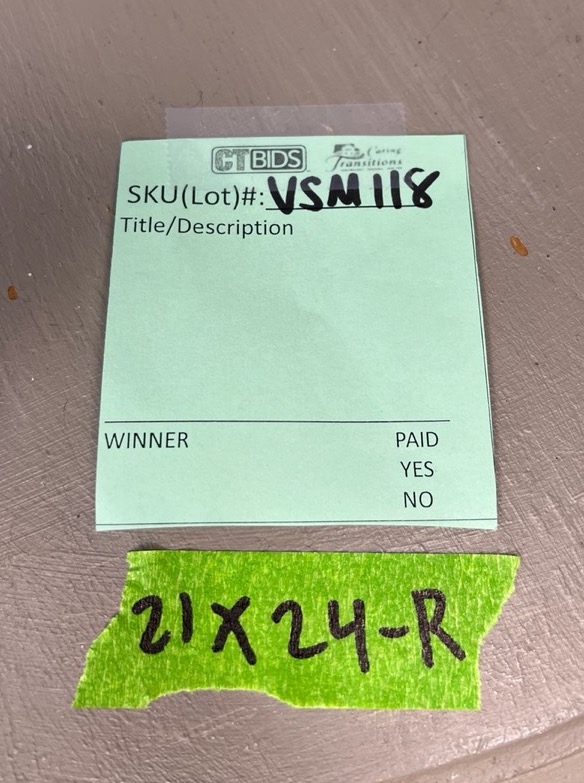 CTBIDS Caring Transitions
SKU(Lot)#: VSM118
Title/Description
WINNER PAID
YES
NO
21X24-R